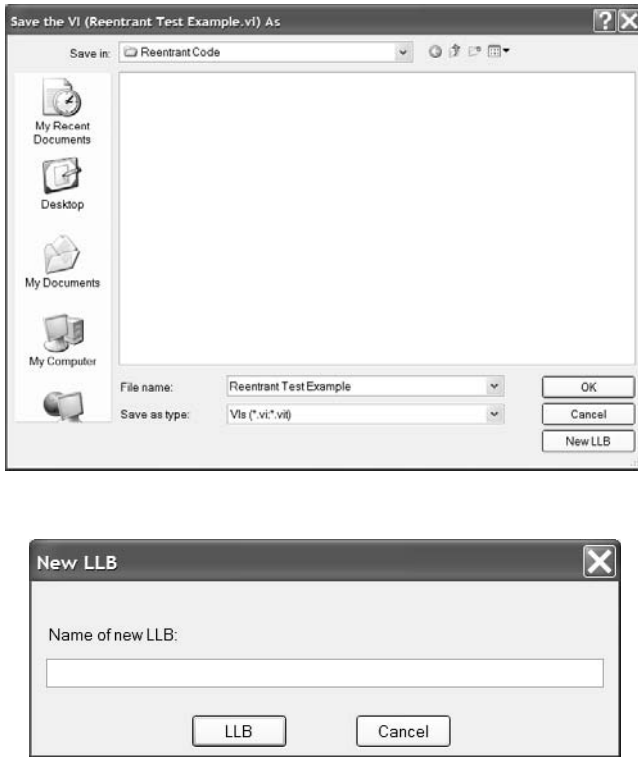 Save the VI (Reentrant Test Example.vi) As
Save in: Reentrant Code
My Recent
Documents
Desktop
My Documents
My Computer
File name: Reentrant Test Example OK
Save as type: VIs (*.vi;*.vit) Cancel
New LLB
New LLB
Name of new LLB:
LLB Cancel